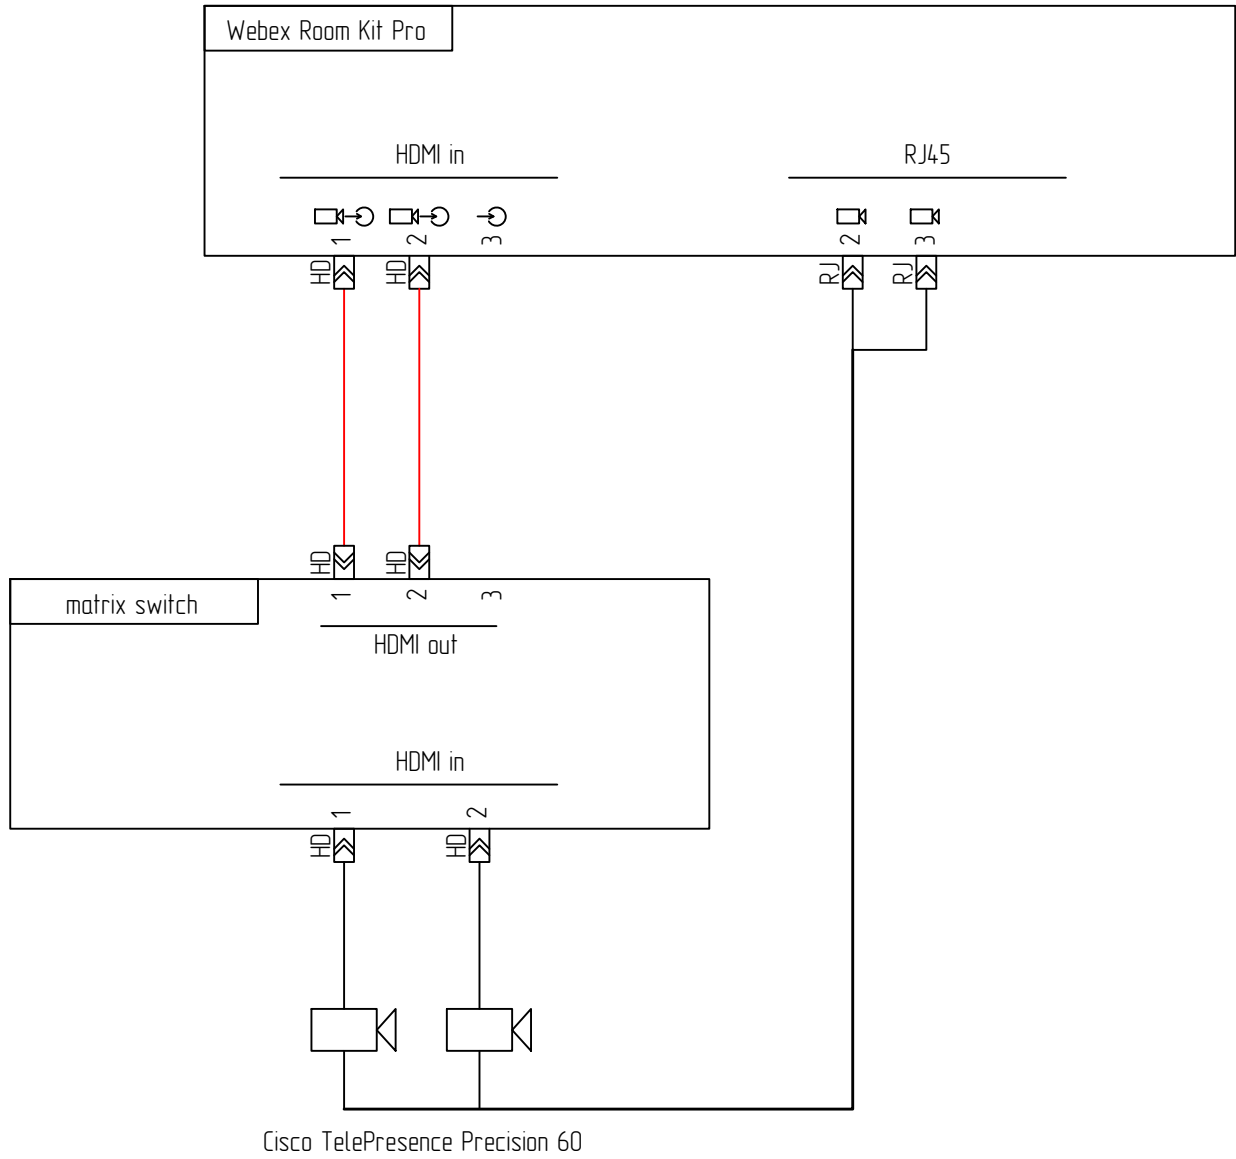 Webex Room Kit Pro
HDMI in
RJ45
1 2 3
2 3
HD HD
RJ RJ
HD HD
matrix switch
1 2 3
HDMI out
HDMI in
1 2
HD HD
Cisco TelePresence Precision 60